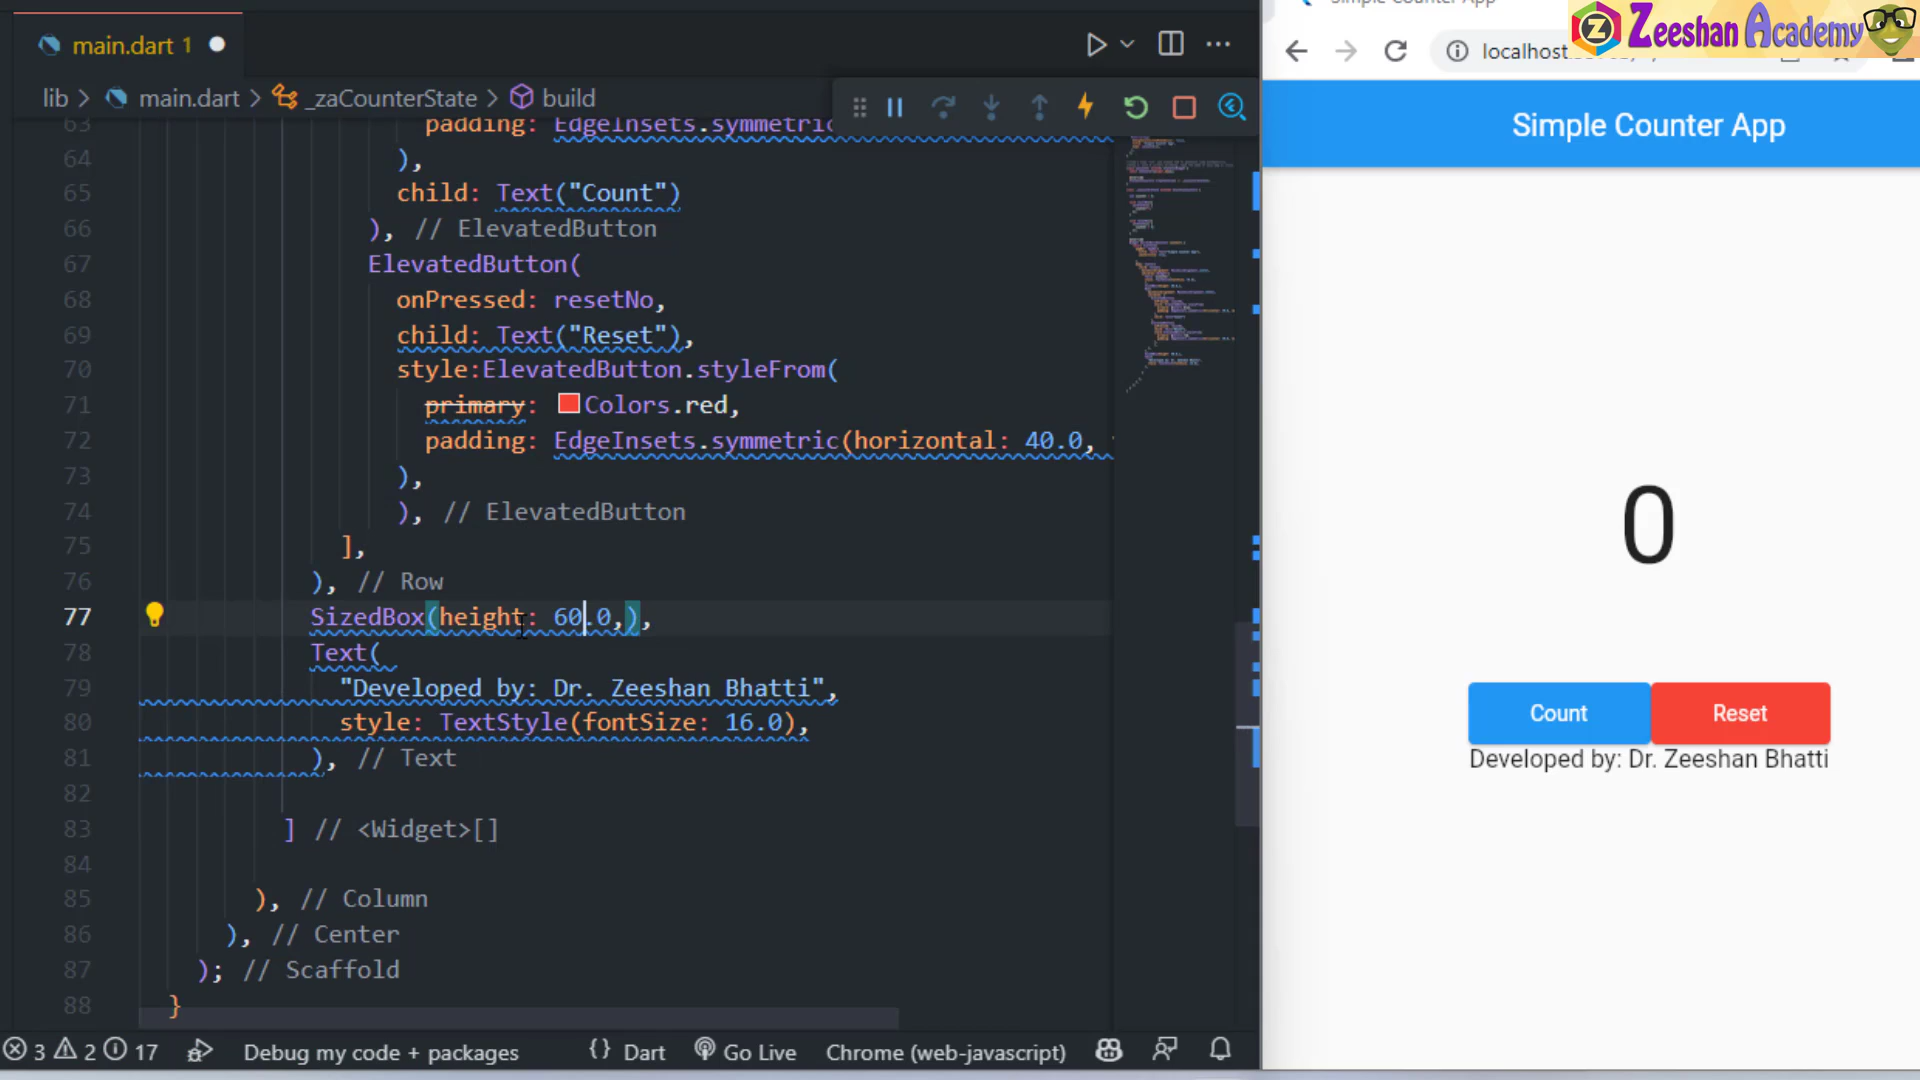 Simple Counter App
Zeeshan Academy
main.dart 1
localhost
lib > main.dart > _zaCounterState > build
Simple Counter App
63 padding: EdgeInsets.symmetric
64 ),
65 child: Text("Count")
66 ), // ElevatedButton
67 ElevatedButton(
68 onPressed: resetNo,
69 child: Text("Reset"),
70 style:ElevatedButton.styleFrom(
71 primary: Colors.red,
72 padding: EdgeInsets.symmetric(horizontal: 40.0,
73 ),
74 ), // ElevatedButton
75 ],
76 ), // Row
77 SizedBox(height: 60.0,),
78 Text(
79 "Developed by: Dr. Zeeshan Bhatti",
80 style: TextStyle(fontSize: 16.0),
81 ), // Text
82
83 ] // <Widget>[]
84
85 ), // Column
86 ), // Center
87 ); // Scaffold
88 }
0
Count
Reset
Developed by: Dr. Zeeshan Bhatti
3 2 17 Debug my code + packages {} Dart Go Live Chrome (web-javascript)